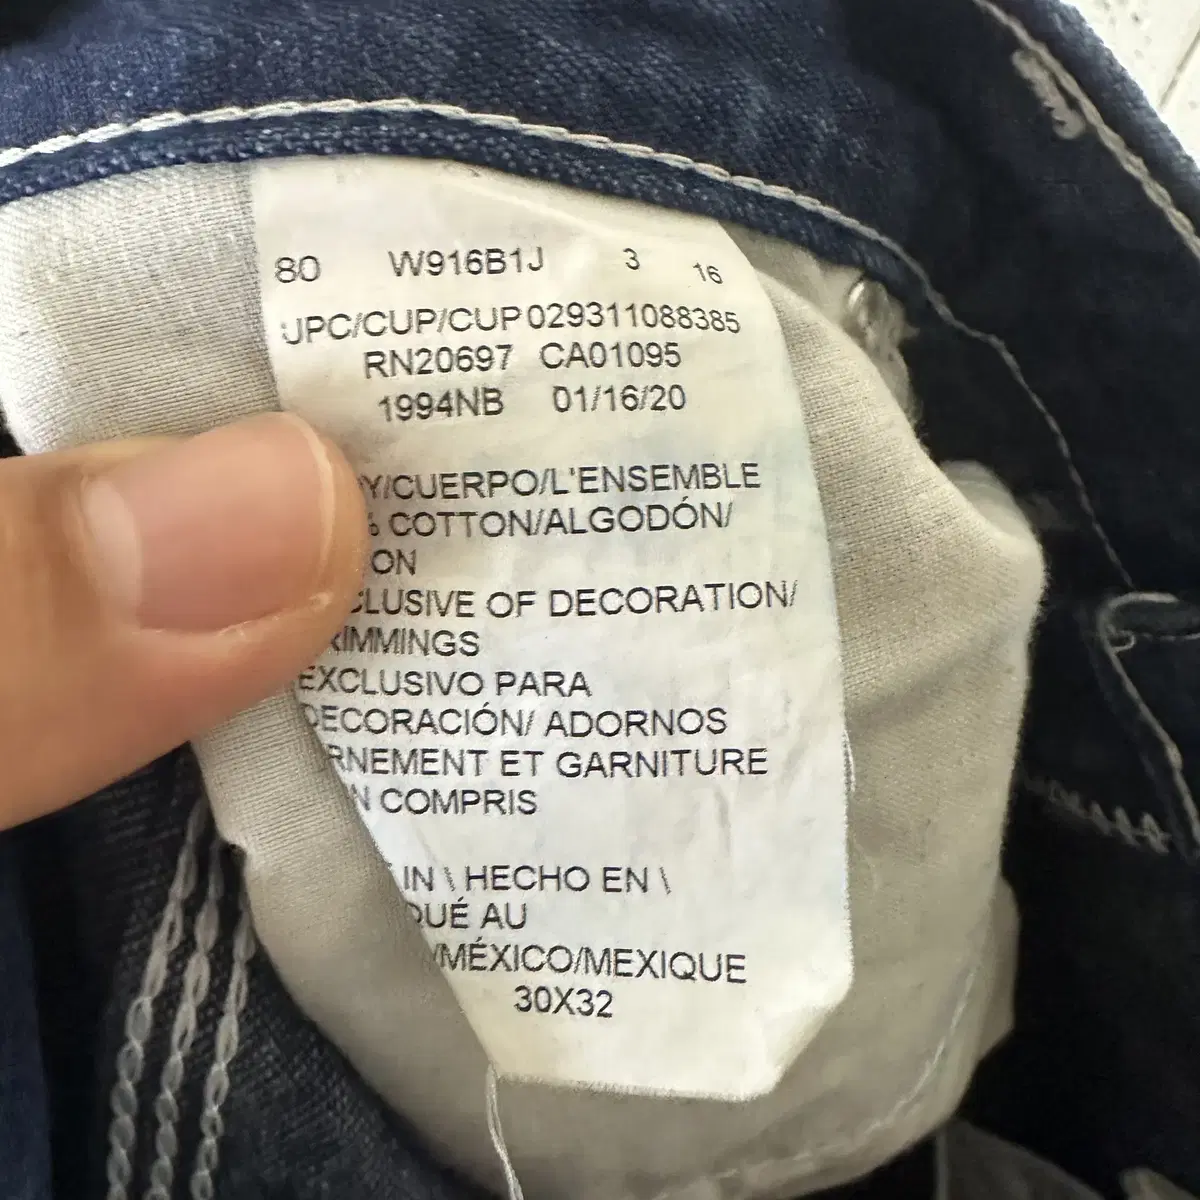 80 W916B1J 3 16
UPC/CUP/CUP 029311088385
RN20697 CA01095
1994NB 01/16/20
Y/CUERPO/L'ENSEMBLE
% COTTON/ALGODÓN/
ON
CLUSIVE OF DECORATION/
RIMMINGS
EXCLUSIVO PARA
DECORACIÓN/ ADORNOS
RNEMENT ET GARNITURE
N COMPRIS
IN \ HECHO EN \
QUÉ AU
/MÉXICO/MEXIQUE
30X32